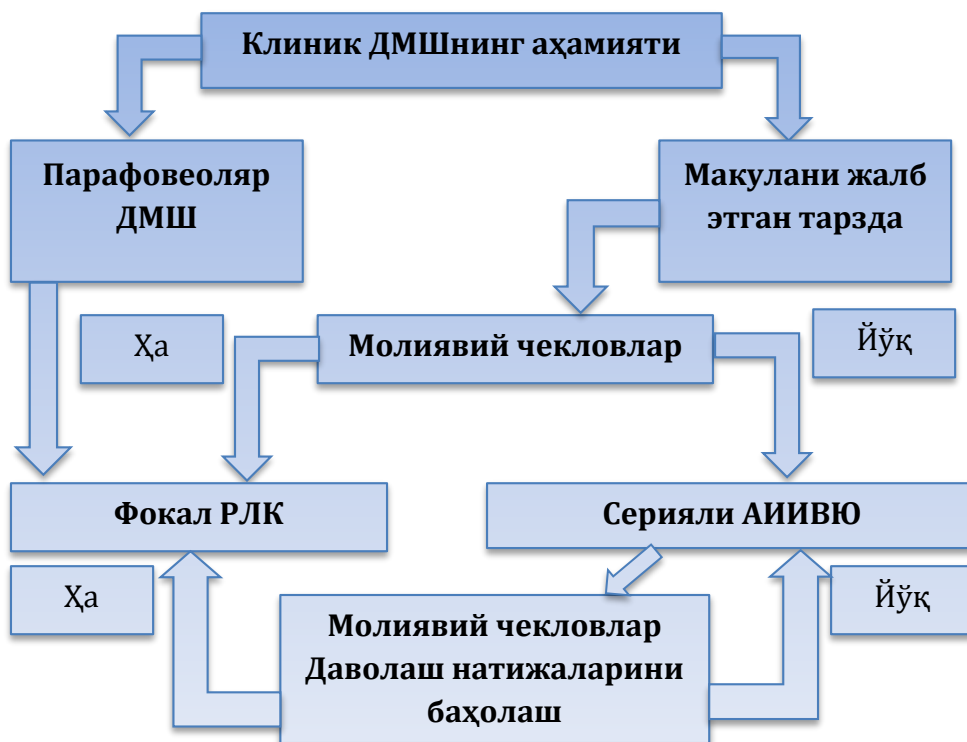 Клиник ДМШнинг аҳамияти
Парафовеоляр
ДМШ
Макулани жалб
этган тарзда
Ҳа
Молиявий чекловлар
Йўқ
Фокал РЛК
Серияли АИИВЮ
Ҳа
Молиявий чекловлар
Даволаш натижаларини
баҳолаш
Йўқ